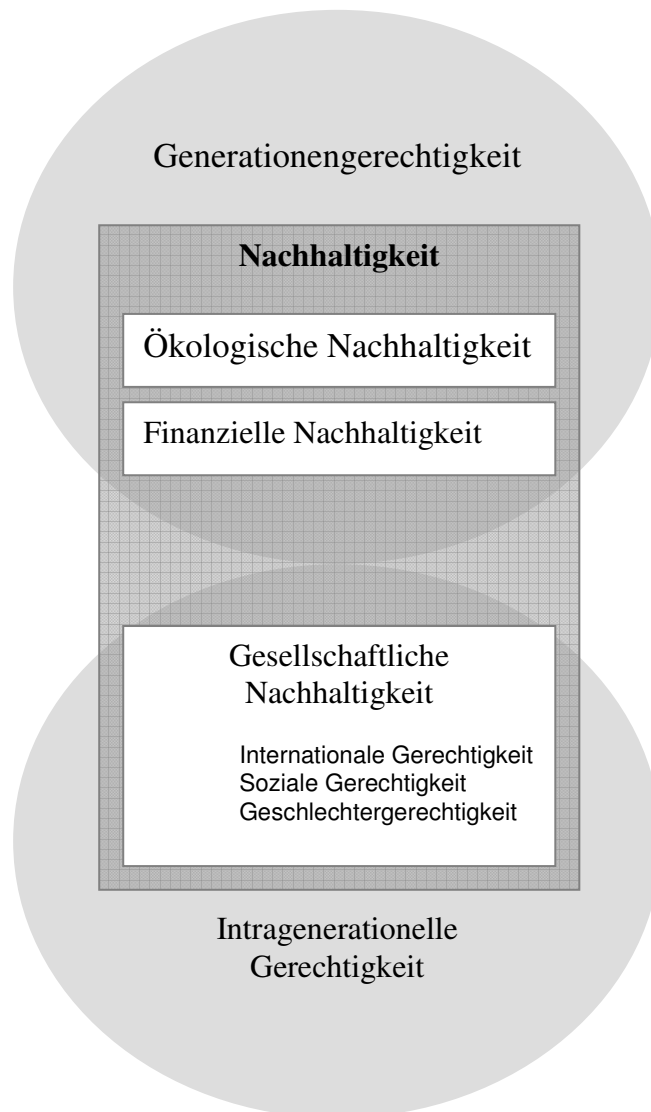 Generationengerechtigkeit
Nachhaltigkeit
Ökologische Nachhaltigkeit
Finanzielle Nachhaltigkeit
Gesellschaftliche
Nachhaltigkeit
Internationale Gerechtigkeit
Soziale Gerechtigkeit
Geschlechtergerechtigkeit
Intragenerationelle
Gerechtigkeit